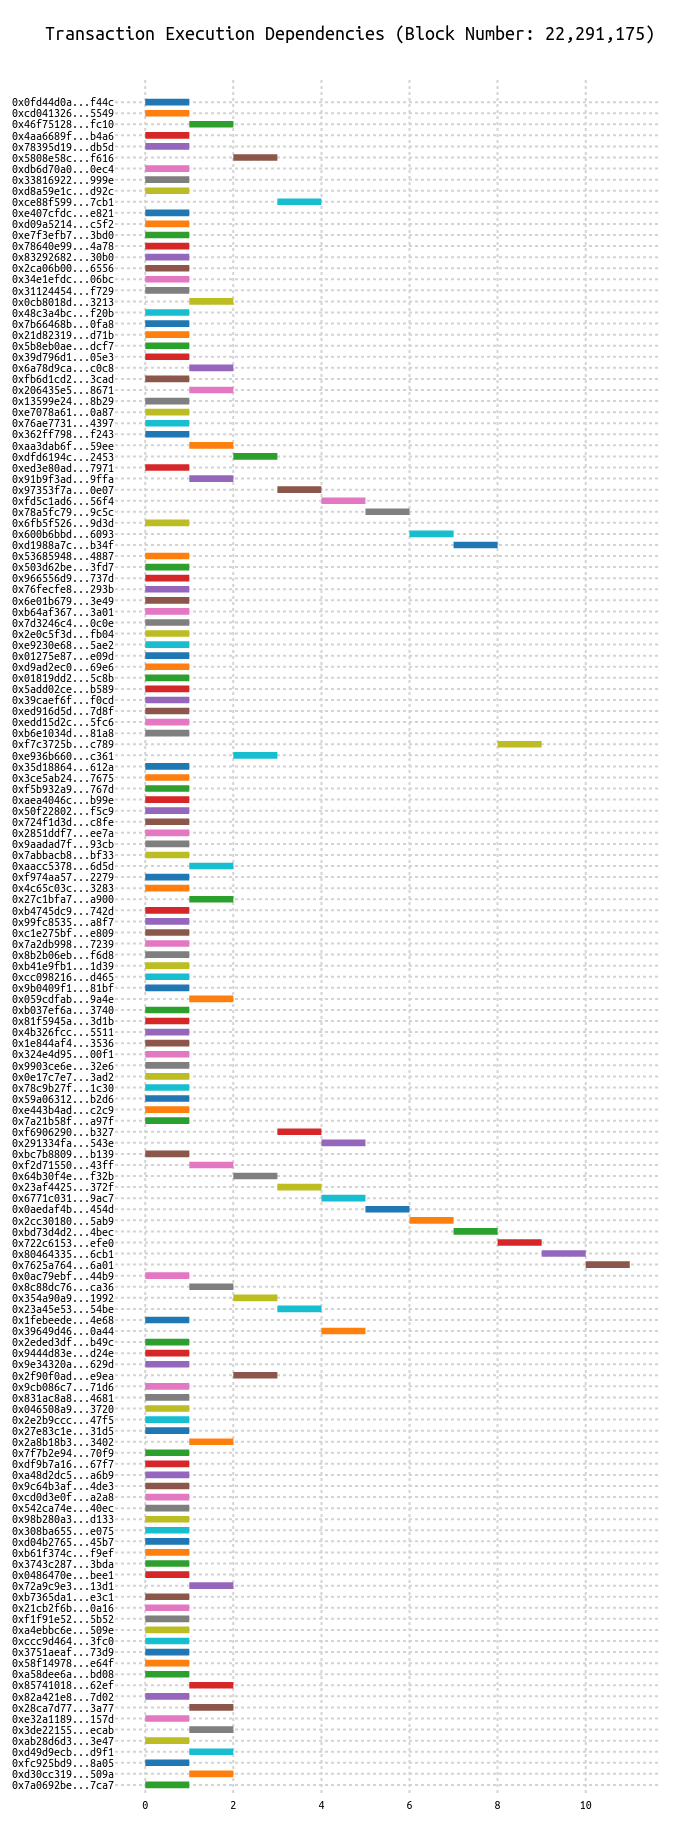 Transaction Execution Dependencies (Block Number: 22,291,175)
0x0fd44d0a...f44c
0xcd041326...5549
0x46f75128...fc10
0x4aa6689f...b4a6
0x78395d19...db5d
0x5808e58c...f616
0xdb6d70a0...0ec4
0x33816922...999e
0xd8a59e1c...d92c
0xce88f599...7cb1
0xe407cfdc...e821
0xd09a5214...c5f2
0xe7f3efb7...3bd0
0x78640e99...4a78
0x83292682...30b0
0x2ca06b00...6556
0x34e1efdc...06bc
0x31124454...f729
0x0cb8018d...3213
0x48c3a4bc...f20b
0x7b66468b...0fa8
0x21d82319...d71b
0x5b8eb0ae...dcf7
0x39d796d1...05e3
0x6a78d9ca...c0c8
0xfb6d1cd2...3cad
0x206435e5...8671
0x13599e24...8b29
0xe7078a61...0a87
0x76ae7731...4397
0x362ff798...f243
0xaa3dab6f...59ee
0xdfd6194c...2453
0xed3e80ad...7971
0x91b9f3ad...9ffa
0x97353f7a...0e07
0xfd5c1ad6...56f4
0x78a5fc79...9c5c
0x6fb5f526...9d3d
0x600b6bbd...6093
0xd1988a7c...b34f
0x53685948...4887
0x503d62be...3fd7
0x966556d9...737d
0x76fecfe8...293b
0x6e01b679...3e49
0xb64af367...3a01
0x7d3246c4...0c0e
0x2e0c5f3d...fb04
0xe9230e68...5ae2
0x01275e87...e09d
0xd9ad2ec0...69e6
0x01819dd2...5c8b
0x5add02ce...b589
0x39caef6f...f0cd
0xed916d5d...7d8f
0xedd15d2c...5fc6
0xb6e1034d...81a8
0xf7c3725b...c789
0xe936b660...c361
0x35d18864...612a
0x3ce5ab24...7675
0xf5b932a9...767d
0xaea4046c...b99e
0x50f22802...f5c9
0x724f1d3d...c8fe
0x2851ddf7...ee7a
0x9aadad7f...93cb
0x7abbacb8...bf33
0xaacc5378...6d5d
0xf974aa57...2279
0x4c65c03c...3283
0x27c1bfa7...a900
0xb4745dc9...742d
0x99fc8535...a8f7
0xc1e275bf...e809
0x7a2db998...7239
0x8b2b06eb...f6d8
0xb41e9fb1...1d39
0xcc098216...d465
0x9b0409f1...81bf
0x059cdfab...9a4e
0xb037ef6a...3740
0x81f5945a...3d1b
0x4b326fcc...5511
0x1e844af4...3536
0x324e4d95...00f1
0x9903ce6e...32e6
0x0e17c7e7...3ad2
0x78c9b27f...1c30
0x59a06312...b2d6
0xe443b4ad...c2c9
0x7a21b58f...a97f
0xf6906290...b327
0x291334fa...543e
0xbc7b8809...b139
0xf2d71550...43ff
0x64b30f4e...f32b
0x23af4425...372f
0x6771c031...9ac7
0x0aedaf4b...454d
0x2cc30180...5ab9
0xbd73d4d2...4bec
0x722c6153...efe0
0x80464335...6cb1
0x7625a764...6a01
0x0ac79ebf...44b9
0x8c88dc76...ca36
0x354a90a9...1992
0x23a45e53...54be
0x1febeede...4e68
0x39649d46...0a44
0x2eded3df...b49c
0x9444d83e...d24e
0x9e34320a...629d
0x2f90f0ad...e9ea
0x9cb086c7...71d6
0x831ac8a8...4681
0x046508a9...3720
0x2e2b9ccc...47f5
0x27e83c1e...31d5
0x2a8b18b3...3402
0x7f7b2e94...70f9
0xdf9b7a16...67f7
0xa48d2dc5...a6b9
0x9c64b3af...4de3
0xcd0d3e0f...a2a8
0x542ca74e...40ec
0x98b280a3...d133
0x308ba655...e075
0xd04b2765...45b7
0xb61f374c...f9ef
0x3743c287...3bda
0x0486470e...bee1
0x72a9c9e3...13d1
0xb7365da1...e3c1
0x21cb2f6b...0a16
0xf1f91e52...5b52
0xa4ebbc6e...509e
0xccc9d464...3fc0
0x3751aeaf...73d9
0x58f14978...e64f
0xa58dee6a...bd08
0x85741018...62ef
0x82a421e8...7d02
0x28ca7d77...3a77
0xe32a1189...157d
0x3de22155...ecab
0xab28d6d3...3e47
0xd49d9ecb...d9f1
0xfc925bd9...8a05
0xd30cc319...509a
0x7a0692be...7ca7
0 2 4 6 8 10